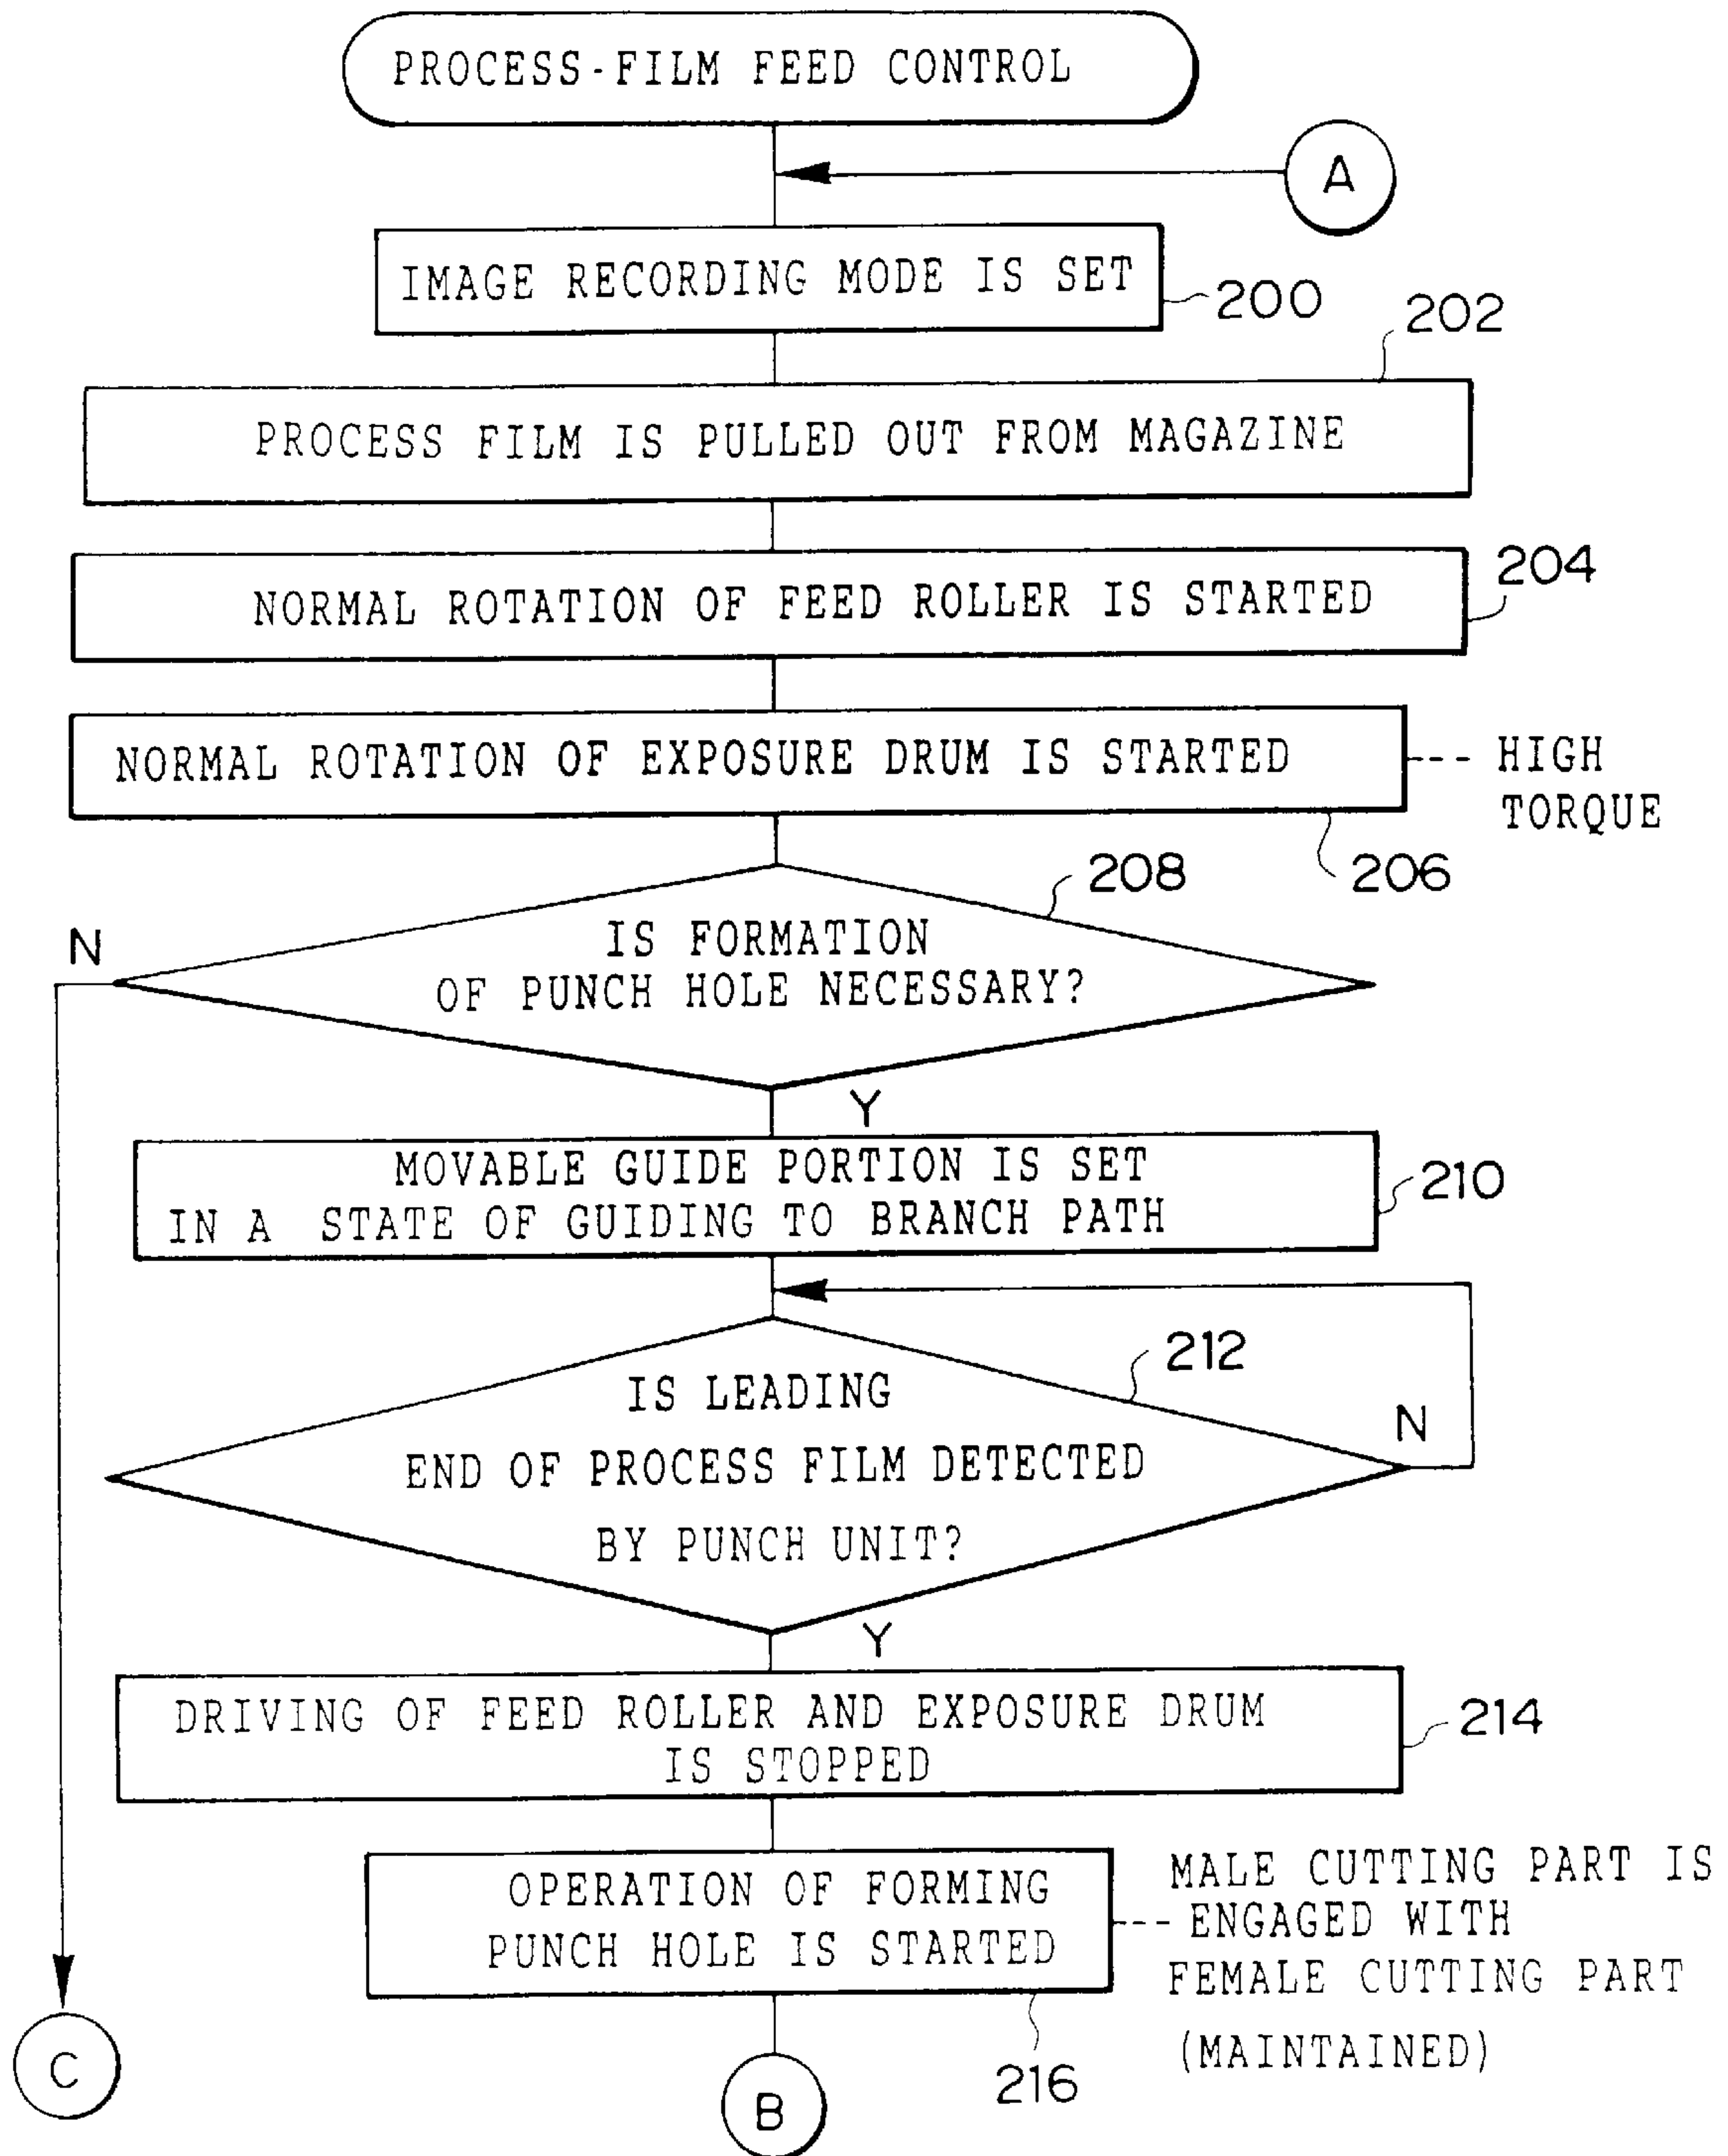 PROCESS-FILM FEED CONTROL
A
IMAGE RECORDING MODE IS SET
200
202
PROCESS FILM IS PULLED OUT FROM MAGAZINE
204
NORMAL ROTATION OF FEED ROLLER IS STARTED
NORMAL ROTATION OF EXPOSURE DRUM IS STARTED
--- HIGH
TORQUE
206
208
N
IS FORMATION
OF PUNCH HOLE NECESSARY?
Y
MOVABLE GUIDE PORTION IS SET
IN A STATE OF GUIDING TO BRANCH PATH
210
212
IS LEADING
N
END OF PROCESS FILM DETECTED
BY PUNCH UNIT?
Y
DRIVING OF FEED ROLLER AND EXPOSURE DRUM
IS STOPPED
214
OPERATION OF FORMING
PUNCH HOLE IS STARTED
MALE CUTTING PART IS
--- ENGAGED WITH
FEMALE CUTTING PART
(MAINTAINED)
216
C
B